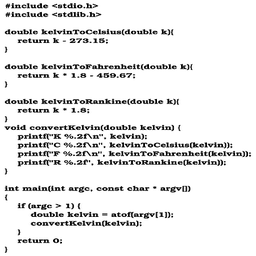 #include <stdio.h>
#include <stdlib.h>
double kelvinToCelsius(double k){
return k - 273.15;
}
double kelvinToFahrenheit(double k){
return k * 1.8 - 459.67;
}
double kelvinToRankine(double k){
return k * 1.8;
}
void convertKelvin(double kelvin) {
printf("K %.2f\n", kelvin);
printf("C %.2f\n", kelvinToCelsius(kelvin));
printf("F %.2f\n", kelvinToFahrenheit(kelvin));
printf("R %.2f", kelvinToRankine(kelvin));
}
int main(int argc, const char * argv[])
{
if (argc > 1) {
double kelvin = atof(argv[1]);
convertKelvin(kelvin);
}
return 0;
}